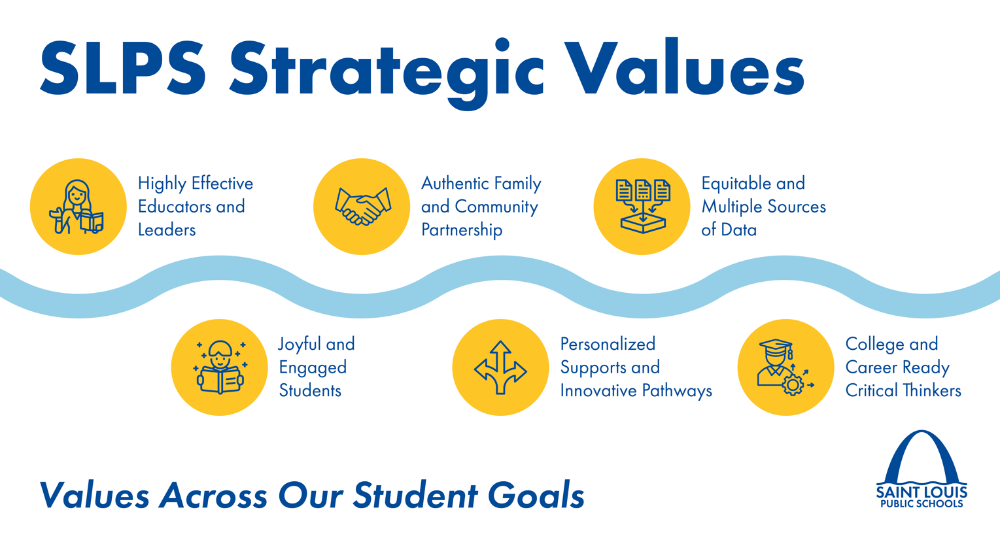 SLPS Strategic Values
Highly Effective
Educators and
Leaders
Authentic Family
and Community
Partnership
Equitable and
Multiple Sources
of Data
Joyful and
Engaged
Students
Personalized
Supports and
Innovative Pathways
College and
Career Ready
Critical Thinkers
Values Across Our Student Goals
SAINT LOUIS
PUBLIC SCHOOLS